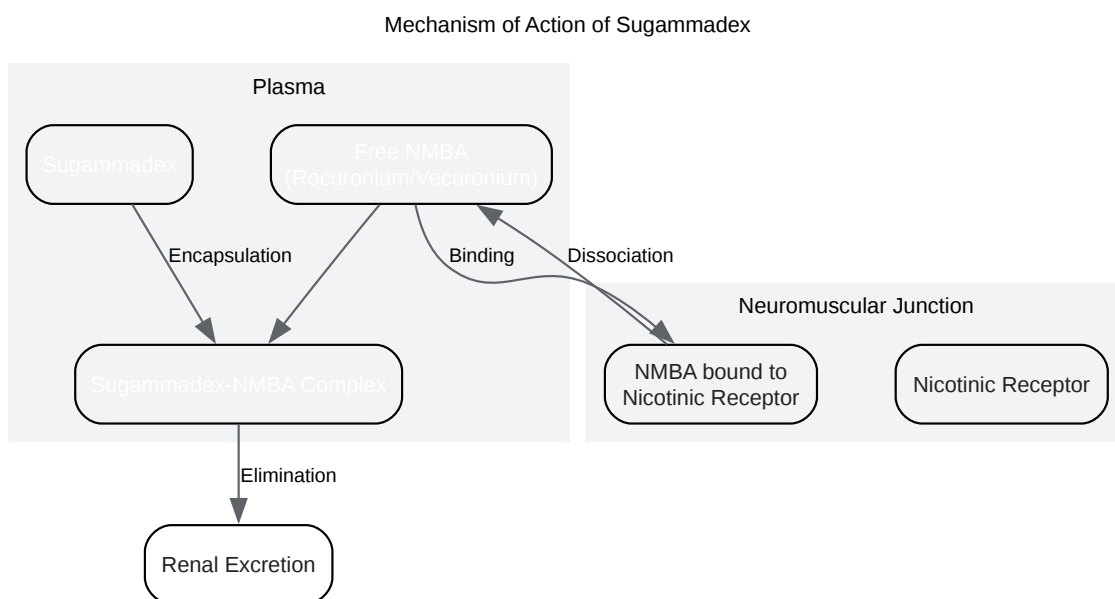 Mechanism of Action of Sugammadex
Plasma
Sugammadex
Free NMBA
(Rocuronium/Vecuronium)
Encapsulation
Binding
Dissociation
Neuromuscular Junction
Sugammadex-NMBA Complex
NMBA bound to
Nicotinic Receptor
Nicotinic Receptor
Elimination
Renal Excretion